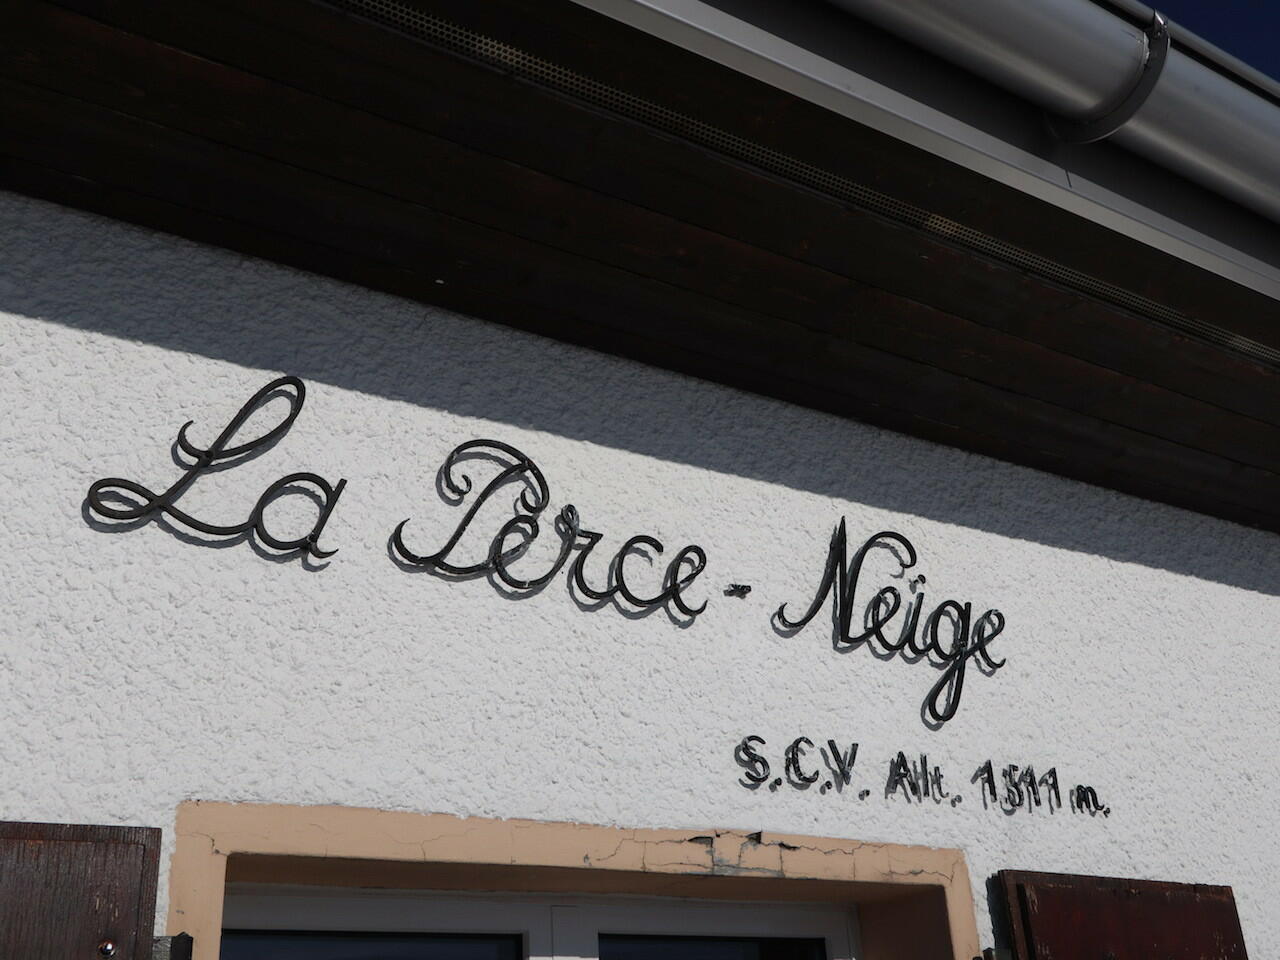 La Perce-Neige
S.C.V. Alt. 1511 m.